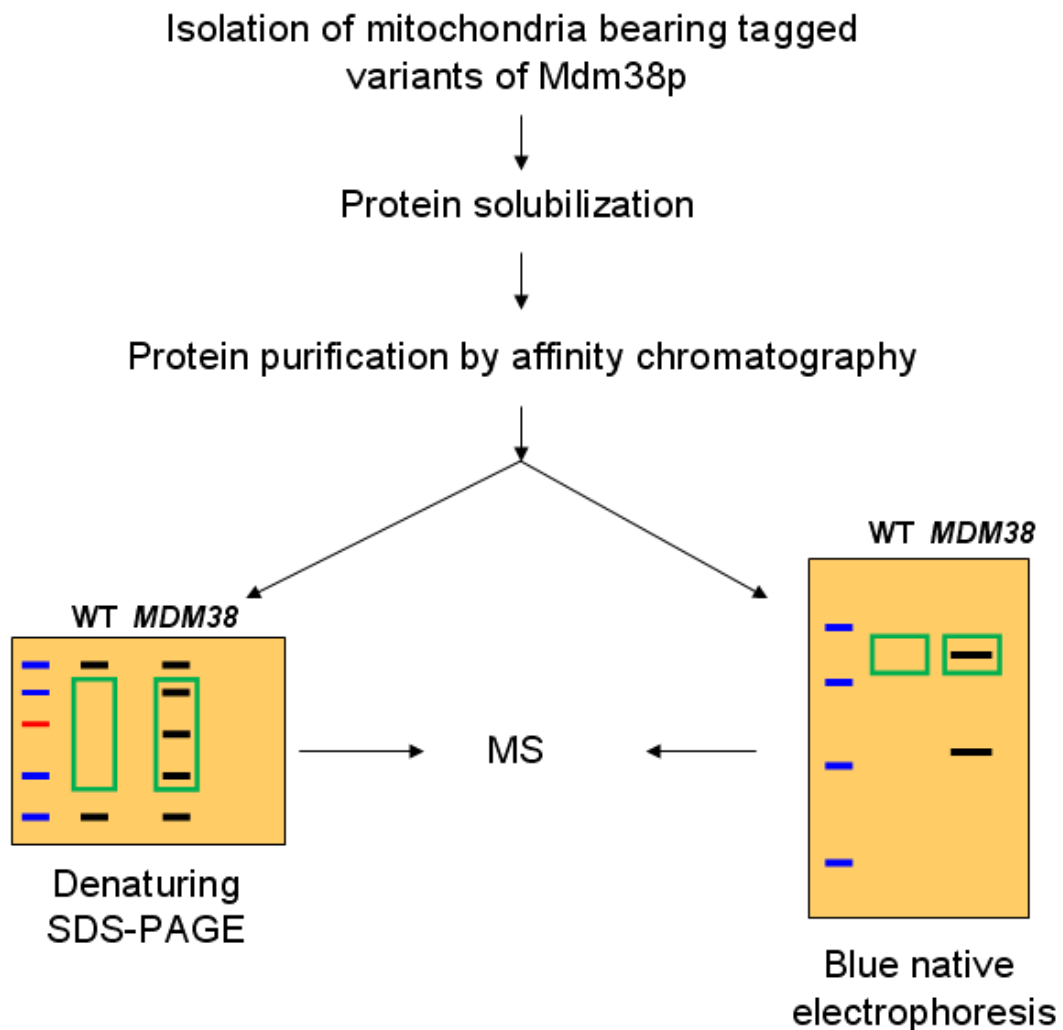 Isolation of mitochondria bearing tagged
variants of Mdm38p
Protein solubilization
Protein purification by affinity chromatography
WT MDM38
WT MDM38
MS
Denaturing
SDS-PAGE
Blue native
electrophoresis